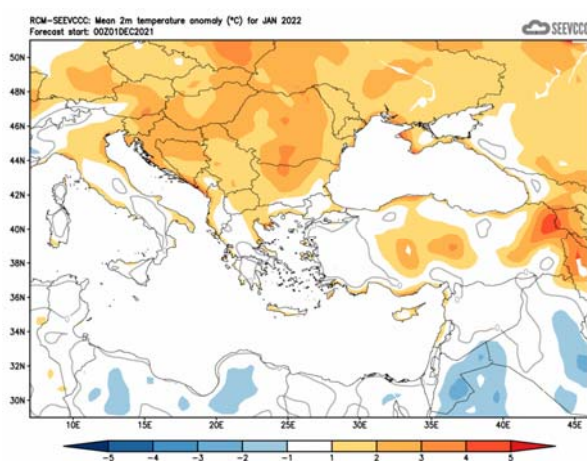 RCM-SEEVCCC: Mean 2m temperature anomaly (°C) for JAN 2022
Forecast start: 00Z01DEC2021
SEEVCCC
50N
48N
46N
44N
42N
40N
38N
36N
34N
32N
30N
10E 15E 20E 25E 30E 35E 40E 45E
-5 -4 -3 -2 -1 1 2 3 4 5